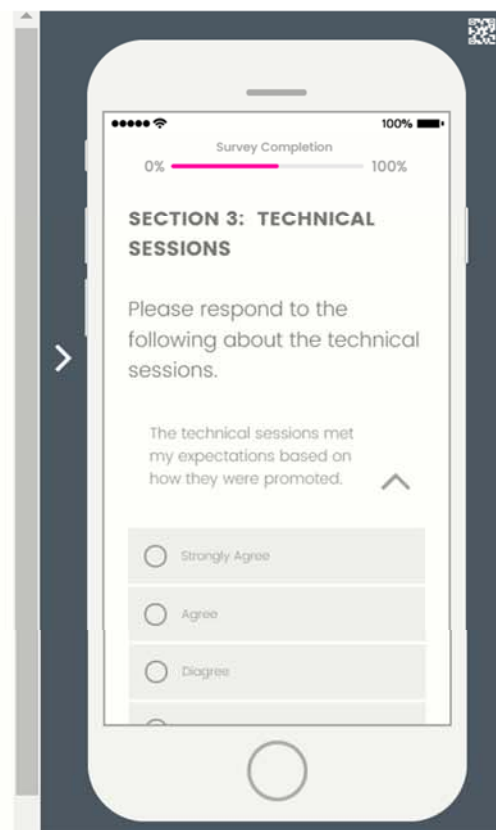 100%
Survey Completion
0% 100%
SECTION 3: TECHNICAL
SESSIONS
Please respond to the
following about the technical
sessions.
The technical sessions met
my expectations based on
how they were promoted.
Strongly Agree
Agree
Diagree